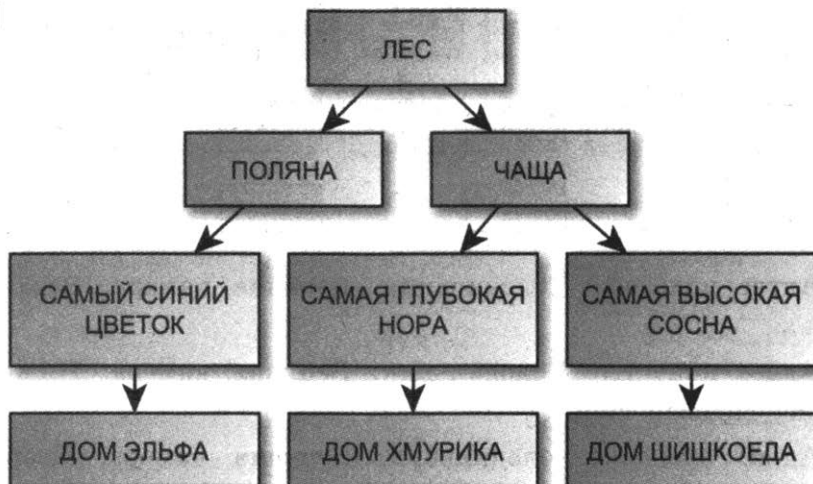 ЛЕС
ПОЛЯНА
ЧАЩА
САМЫЙ СИНИЙ
ЦВЕТОК
САМАЯ ГЛУБОКАЯ
НОРА
САМАЯ ВЫСОКАЯ
СОСНА
ДОМ ЭЛЬФА
ДОМ ХМУРИКА
ДОМ ШИШКОЕДА